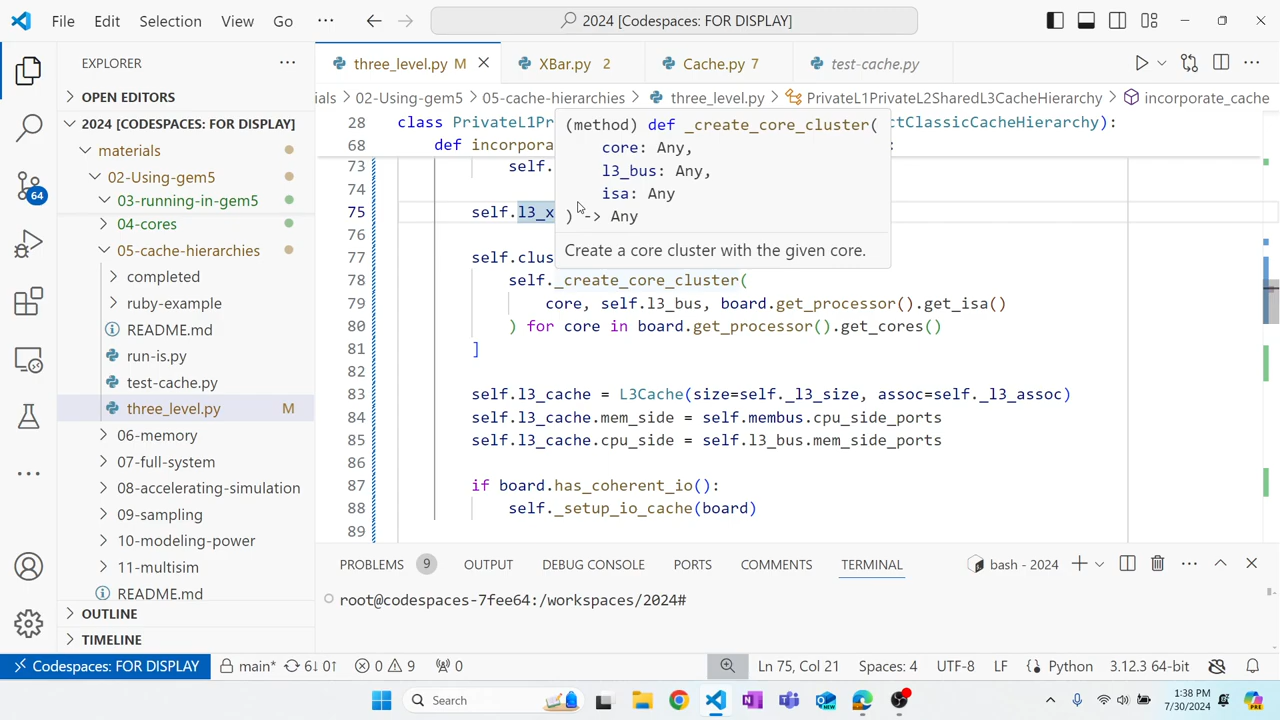 File Edit Selection View Go ··· 2024 [Codespaces: FOR DISPLAY]
EXPLORER
OPEN EDITORS
2024 [CODESPACES: FOR DISPLAY]
materials
02-Using-gem5
03-running-in-gem5
04-cores
05-cache-hierarchies
completed
ruby-example
README.md
run-is.py
test-cache.py
three_level.py M
06-memory
07-full-system
08-accelerating-simulation
09-sampling
10-modeling-power
11-multisim
README.md
OUTLINE
TIMELINE
64
three_level.py M XBar.py 2 Cache.py 7 test-cache.py
ials > 02-Using-gem5 > 05-cache-hierarchies > three_level.py > PrivateL1PrivateL2SharedL3CacheHierarchy > incorporate_cache
28 class PrivateL1Pr ctClassicCacheHierarchy):
68 def incorpora
73 self.
74
75 self.l3_x
76
77 self.clus
78 self._create_core_cluster(
79 core, self.l3_bus, board.get_processor().get_isa()
80 ) for core in board.get_processor().get_cores()
81 ]
82
83 self.l3_cache = L3Cache(size=self._l3_size, assoc=self._l3_assoc)
84 self.l3_cache.mem_side = self.membus.cpu_side_ports
85 self.l3_cache.cpu_side = self.l3_bus.mem_side_ports
86
87 if board.has_coherent_io():
88 self._setup_io_cache(board)
89
(method) def _create_core_cluster(
core: Any,
l3_bus: Any,
isa: Any
) -> Any
Create a core cluster with the given core.
PROBLEMS 9 OUTPUT DEBUG CONSOLE PORTS COMMENTS TERMINAL bash - 2024
root@codespaces-7fee64:/workspaces/2024#
Codespaces: FOR DISPLAY main* 6↓ 0↑ 0 9 0 Ln 75, Col 21 Spaces: 4 UTF-8 LF Python 3.12.3 64-bit
Search
1:38 PM
7/30/2024